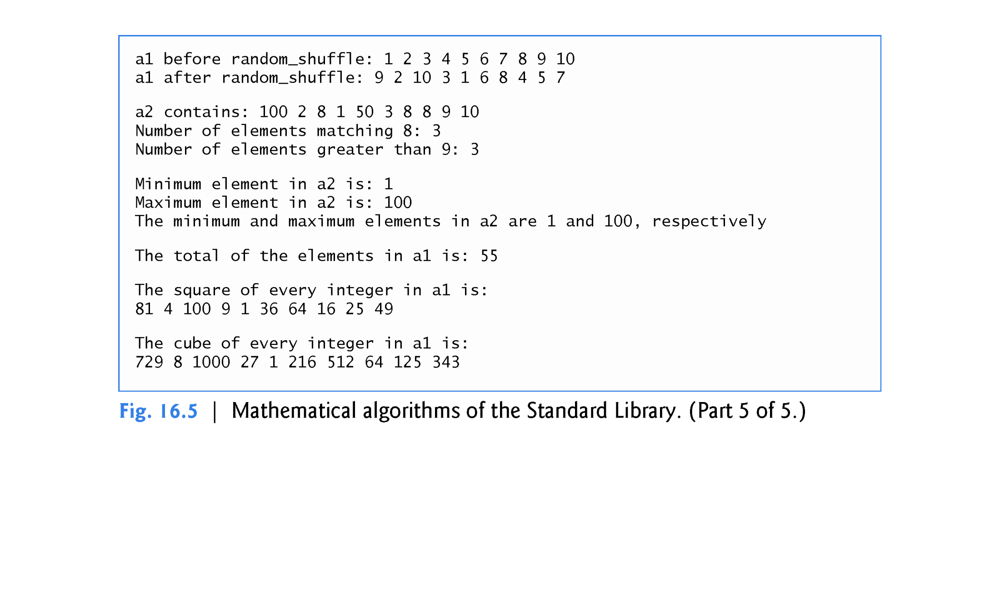 a1 before random_shuffle: 1 2 3 4 5 6 7 8 9 10
a1 after random_shuffle: 9 2 10 3 1 6 8 4 5 7
a2 contains: 100 2 8 1 50 3 8 8 9 10
Number of elements matching 8: 3
Number of elements greater than 9: 3
Minimum element in a2 is: 1
Maximum element in a2 is: 100
The minimum and maximum elements in a2 are 1 and 100, respectively
The total of the elements in a1 is: 55
The square of every integer in a1 is:
81 4 100 9 1 36 64 16 25 49
The cube of every integer in a1 is:
729 8 1000 27 1 216 512 64 125 343
Fig. 16.5 | Mathematical algorithms of the Standard Library. (Part 5 of 5.)